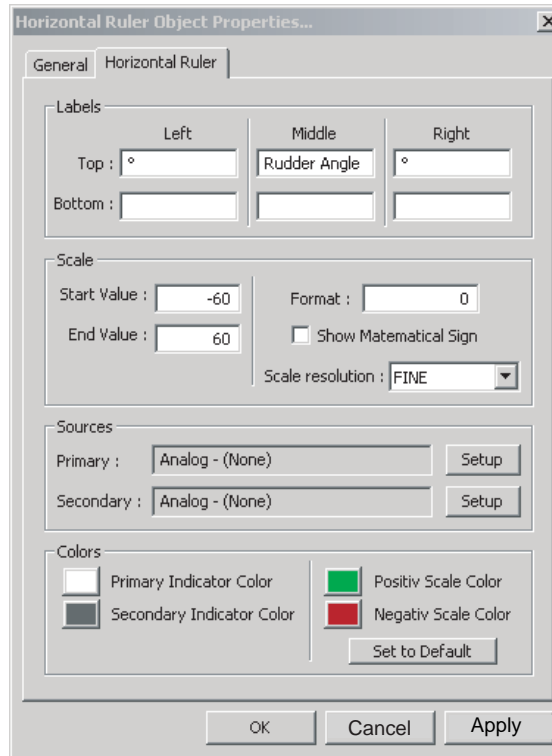 Horizontal Ruler Object Properties...
General Horizontal Ruler
Labels
Left Middle Right
Top : ° Rudder Angle °
Bottom :
Scale
Start Value : -60 Format : 0
End Value : 60 Show Matematical Sign
Scale resolution : FINE
Sources
Primary : Analog - (None) Setup
Secondary : Analog - (None) Setup
Colors
Primary Indicator Color Positiv Scale Color
Secondary Indicator Color Negativ Scale Color
Set to Default
OK Cancel Apply